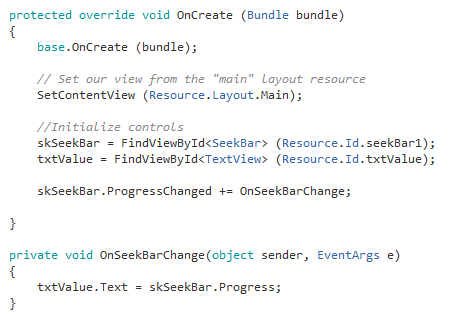 protected override void OnCreate (Bundle bundle)
{
    base.OnCreate (bundle);
    // Set our view from the "main" layout resource
    SetContentView (Resource.Layout.Main);
    //Initialize controls
    skSeekBar = FindViewById<SeekBar> (Resource.Id.seekBar1);
    txtValue = FindViewById<TextView> (Resource.Id.txtValue);
    skSeekBar.ProgressChanged += OnSeekBarChange;
}
private void OnSeekBarChange(object sender, EventArgs e)
{
    txtValue.Text = skSeekBar.Progress;
}